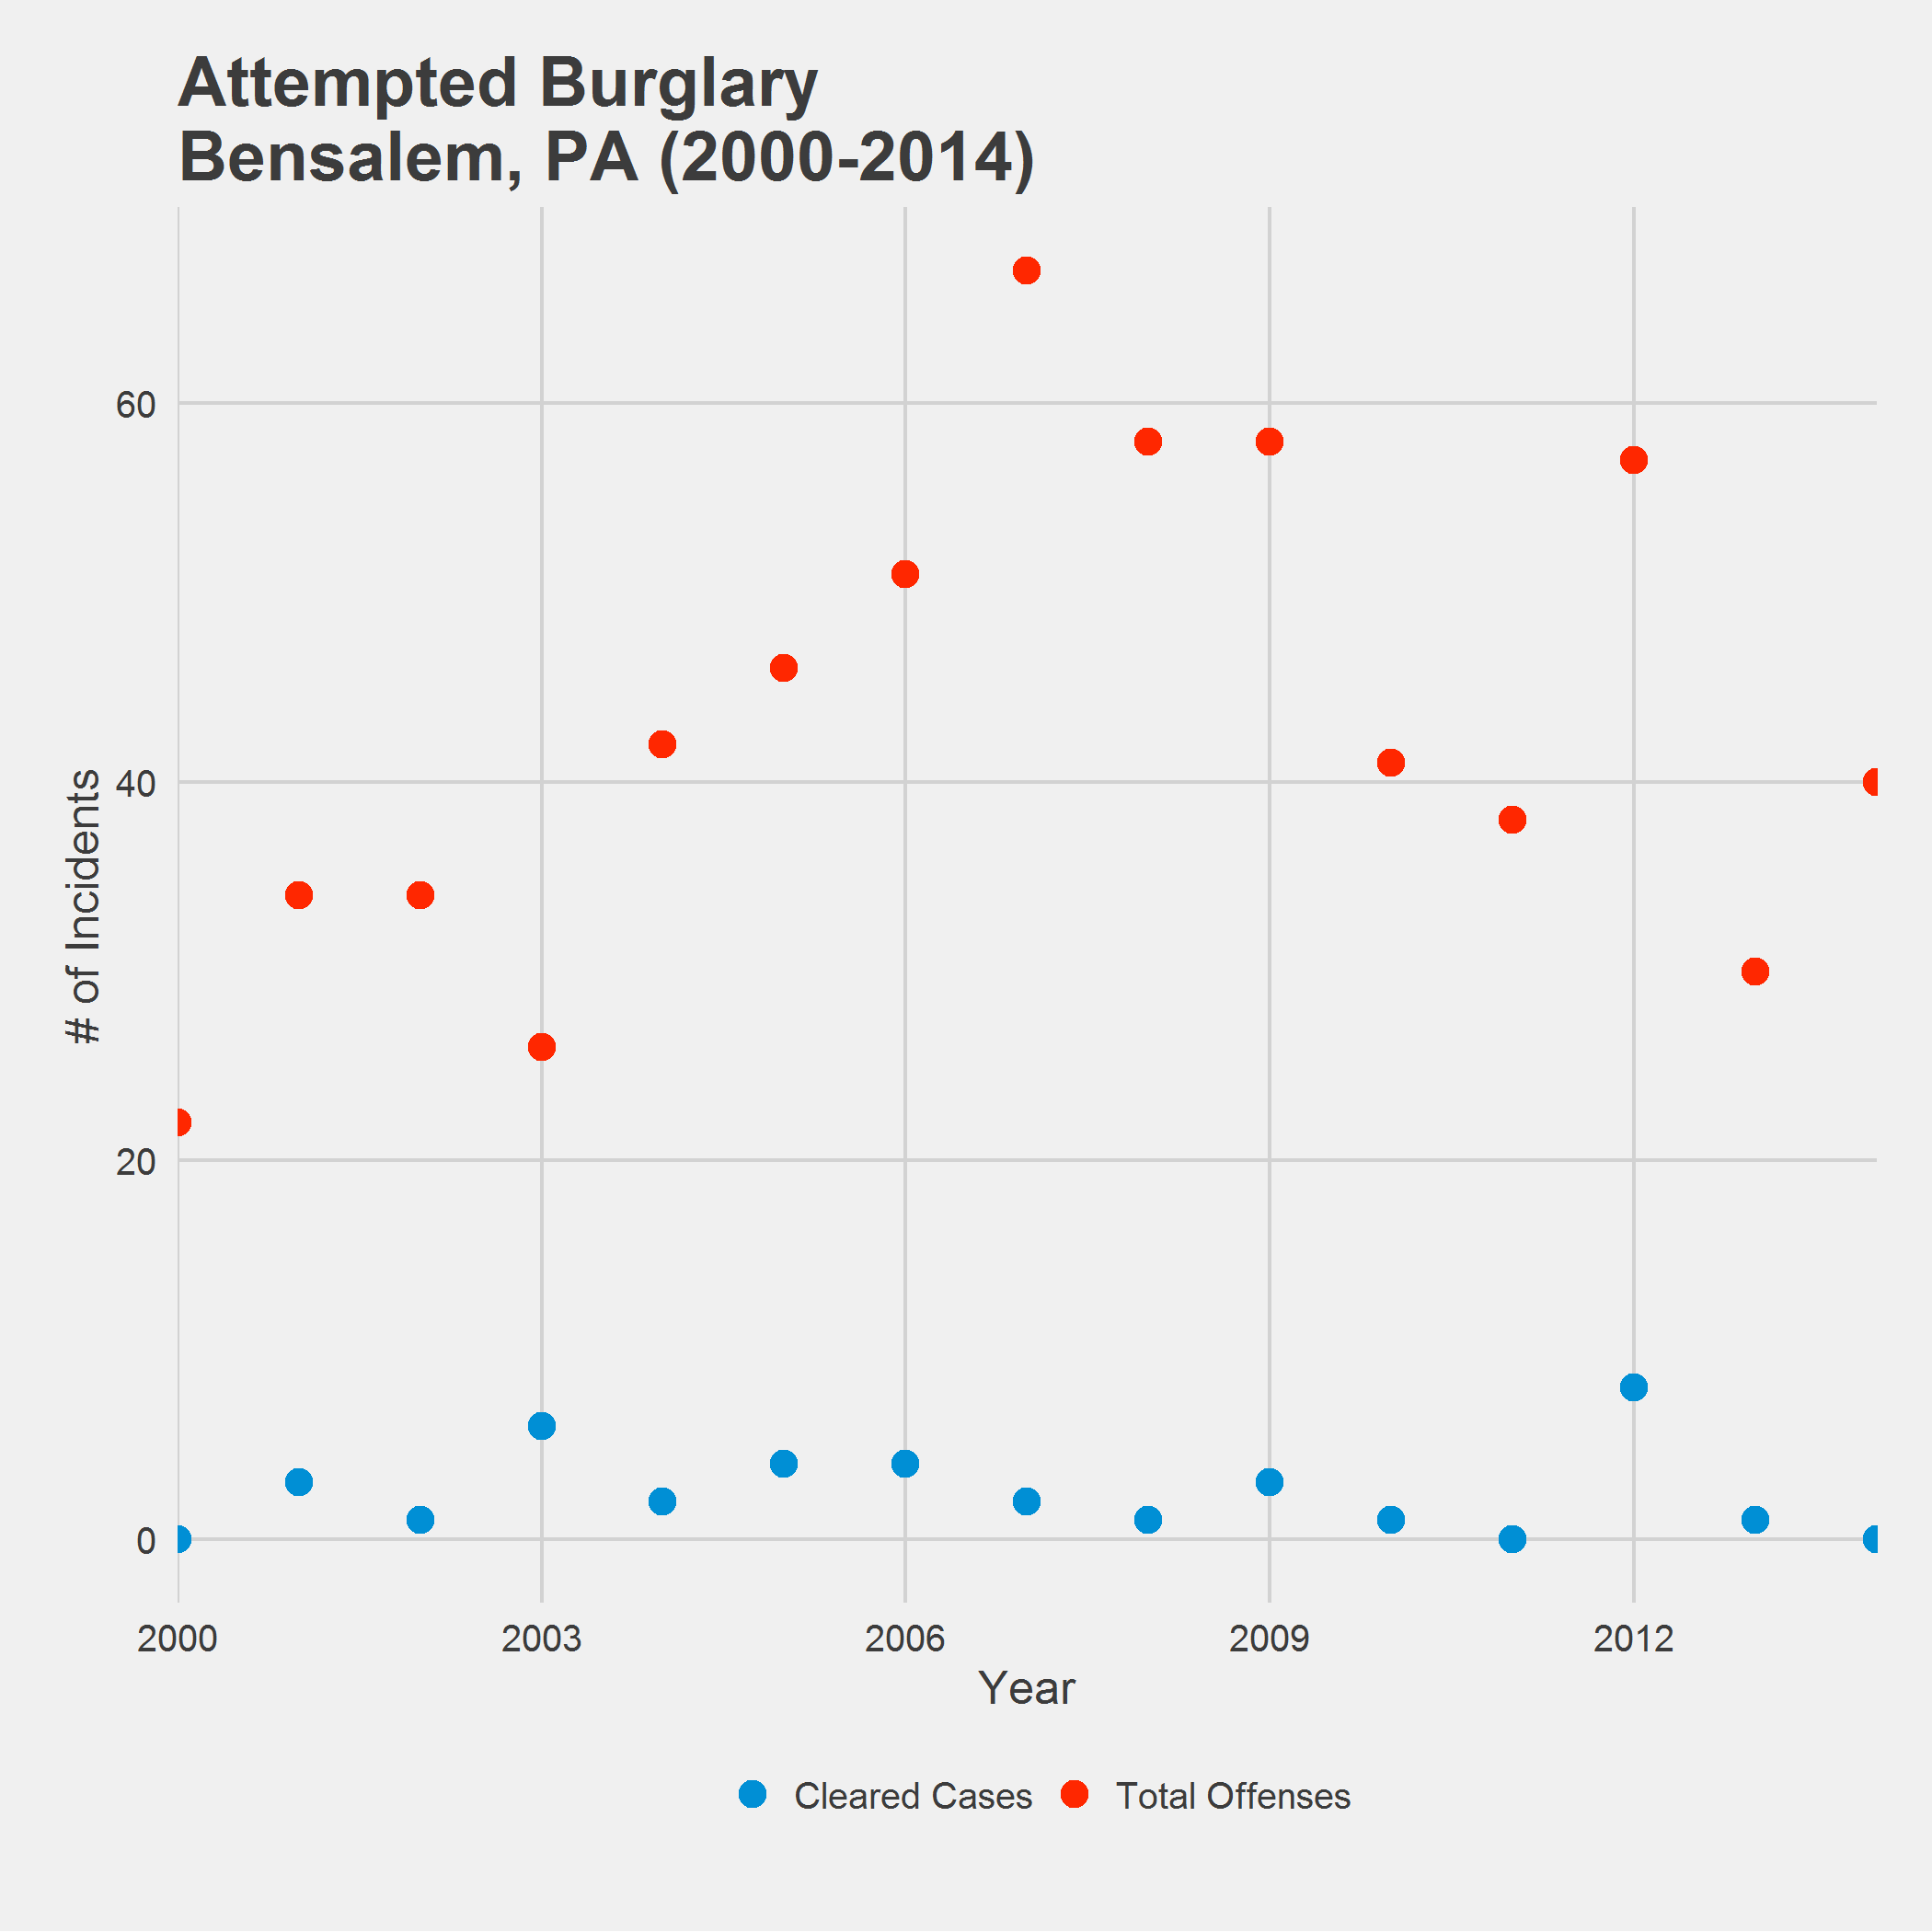 Attempted Burglary
Bensalem, PA (2000-2014)
# of Incidents
60
40
20
0
2000 2003 2006 2009 2012
Year
Cleared Cases Total Offenses